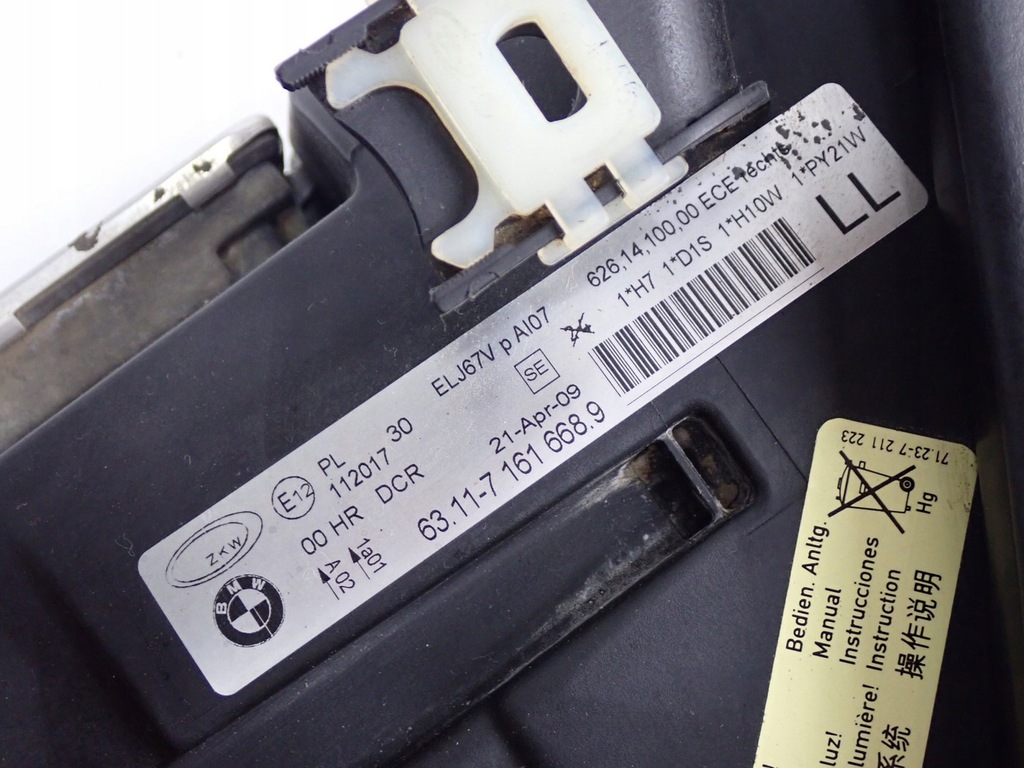 ZKW
BMW
E12
PL
112017 30
00 HR DCR
A 02 1a01
ELJ67V p AI07
SE
21-Apr-09
63.11-7 161 668.9
626,14,100,00 ECE rechts
1*H7 1*D1S 1*H10W 1*PY21W
LL
71.23-7 211 223
Hg
Bedien. Anltg.
Manual
Instrucciones
Instruction
操作说明
luz!
lumière!
系统